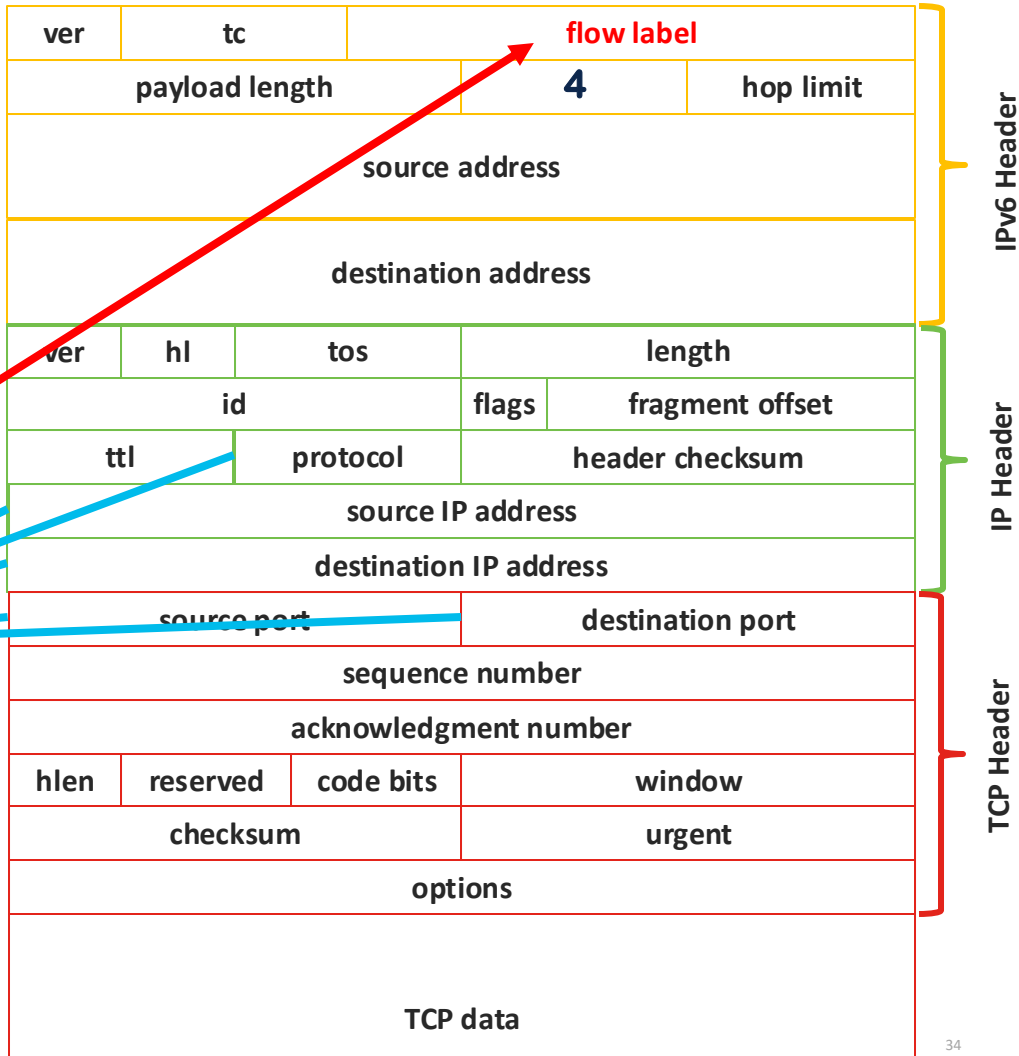 ver tc flow label
payload length 4 hop limit
source address
destination address
IPv6 Header
ver hl tos length
id flags fragment offset
ttl protocol header checksum
source IP address
destination IP address
IP Header
source port destination port
sequence number
acknowledgment number
hlen reserved code bits window
checksum urgent
options
TCP Header
TCP data
34